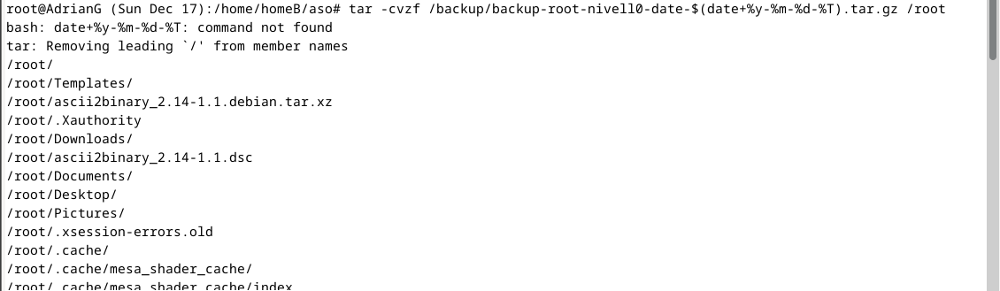 root@AdrianG (Sun Dec 17):/home/homeB/aso# tar -cvzf /backup/backup-root-nivell0-date-$(date+%y-%m-%d-%T).tar.gz /root
bash: date+%y-%m-%d-%T: command not found
tar: Removing leading `/' from member names
/root/
/root/Templates/
/root/ascii2binary_2.14-1.1.debian.tar.xz
/root/.Xauthority
/root/Downloads/
/root/ascii2binary_2.14-1.1.dsc
/root/Documents/
/root/Desktop/
/root/Pictures/
/root/.xsession-errors.old
/root/.cache/
/root/.cache/mesa_shader_cache/
/root/.cache/mesa_shader_cache/index